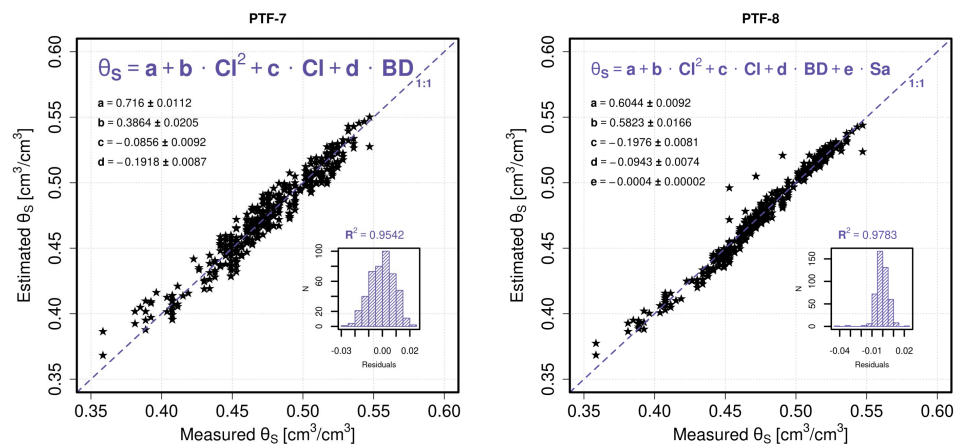 PTF-7
θS = a + b · Cl² + c · Cl + d · BD
1:1
a = 0.716 ± 0.0112
b = 0.3864 ± 0.0205
c = −0.0856 ± 0.0092
d = −0.1918 ± 0.0087
R² = 0.9542
N
0
20
40
60
80
100
-0.03
0.00
0.02
Residuals
Estimated θS [cm³/cm³]
0.35
0.40
0.45
0.50
0.55
0.60
0.35
0.40
0.45
0.50
0.55
0.60
Measured θS [cm³/cm³]
PTF-8
θS = a + b · Cl² + c · Cl + d · BD + e · Sa
1:1
a = 0.6044 ± 0.0092
b = 0.5823 ± 0.0166
c = −0.1976 ± 0.0081
d = −0.0943 ± 0.0074
e = −0.0004 ± 0.00002
R² = 0.9783
N
0
50
100
150
-0.04
-0.01
0.02
Residuals
Estimated θS [cm³/cm³]
0.35
0.40
0.45
0.50
0.55
0.60
0.35
0.40
0.45
0.50
0.55
0.60
Measured θS [cm³/cm³]